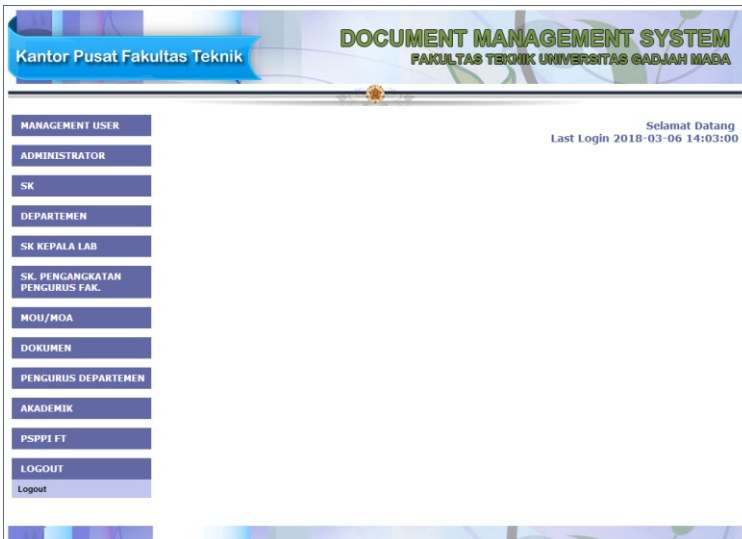 Kantor Pusat Fakultas Teknik
DOCUMENT MANAGEMENT SYSTEM
FAKULTAS TEKNIK UNIVERSITAS GADJAH MADA
Selamat Datang
Last Login 2018-03-06 14:03:00
MANAGEMENT USER
ADMINISTRATOR
SK
DEPARTEMEN
SK KEPALA LAB
SK. PENGANGKATAN
PENGURUS FAK.
MOU/MOA
DOKUMEN
PENGURUS DEPARTEMEN
AKADEMIK
PSPPI FT
LOGOUT
Logout